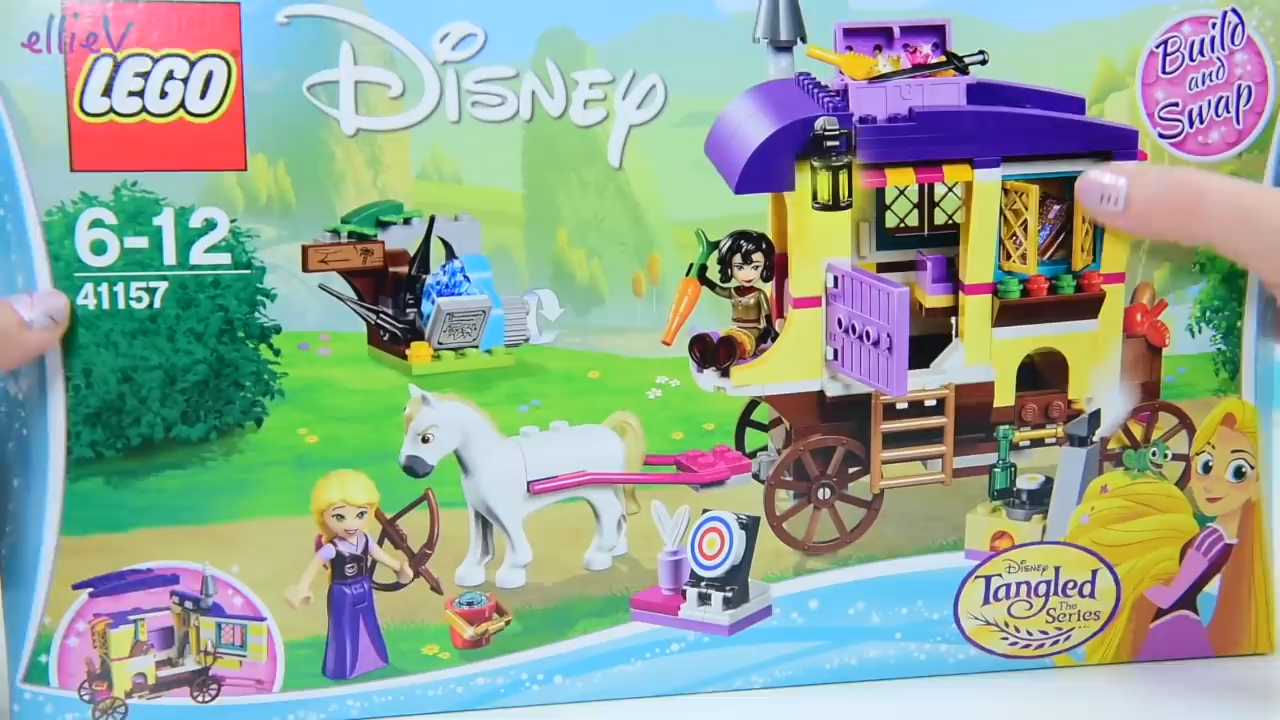 ellieV
LEGO
Disney
Build
and
Swap
6-12
41157
Disney
Tangled
The
Series